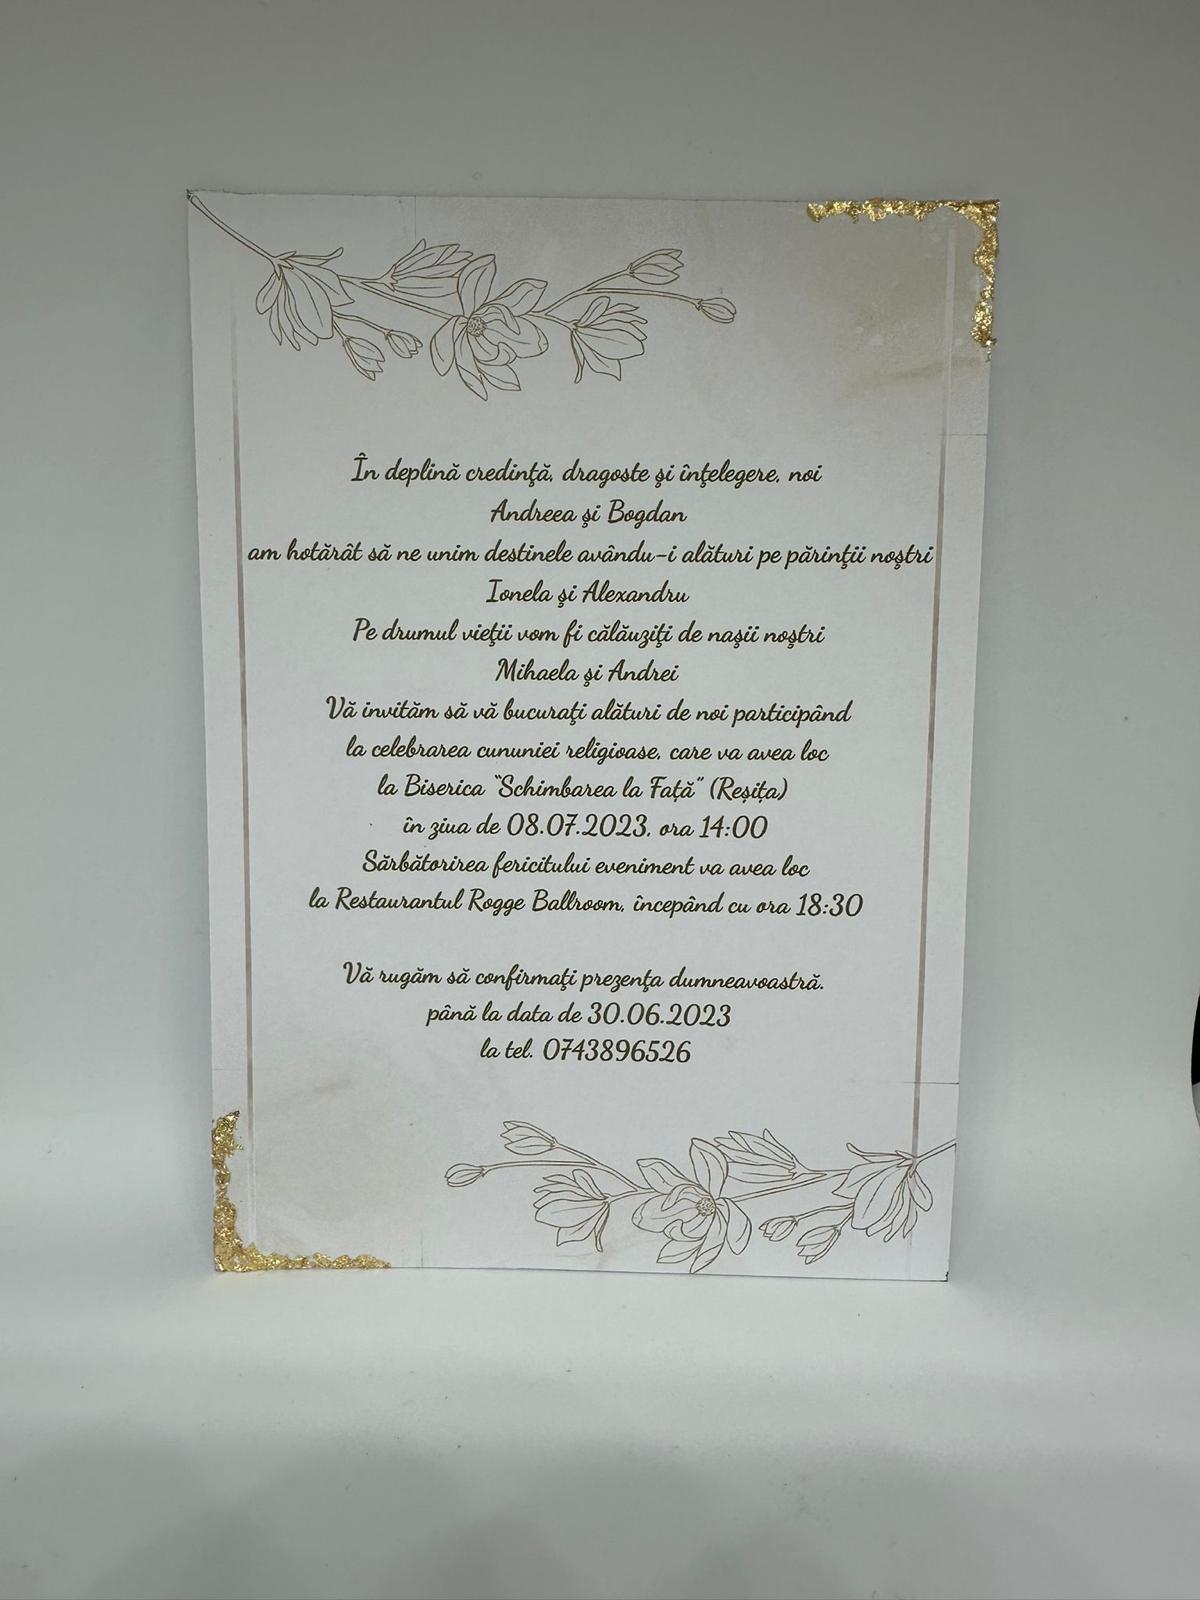 În deplină credinţă, dragoste şi înţelegere, noi
Andreea şi Bogdan
am hotărât să ne unim destinele avându-i alături pe părinţii noştri
Ionela şi Alexandru
Pe drumul vieţii vom fi călăuziţi de naşii noştri
Mihaela şi Andrei
Vă invităm să vă bucuraţi alături de noi participând
la celebrarea cununiei religioase, care va avea loc
la Biserica "Schimbarea la Față" (Reșița)
în ziua de 08.07.2023, ora 14:00
Sărbătorirea fericitului eveniment va avea loc
la Restaurantul Rogge Ballroom, începând cu ora 18:30
Vă rugăm să confirmaţi prezenţa dumneavoastră.
până la data de 30.06.2023
la tel. 0743896526